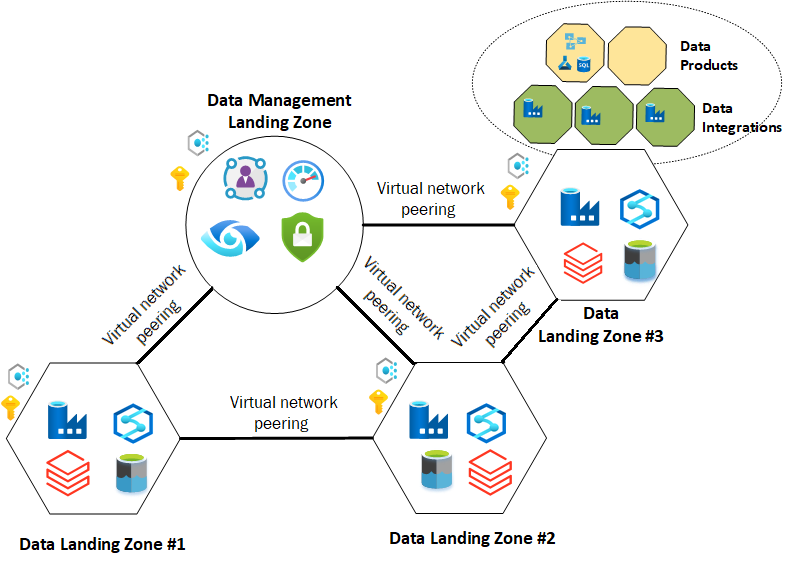 Data
Products
Data
Integrations
Data Management
Landing Zone
SQL
Virtual network
peering
Virtual network
peering
Virtual network
peering
Virtual network
peering
Data
Landing Zone #3
Virtual network
peering
Data Landing Zone #1
Data Landing Zone #2